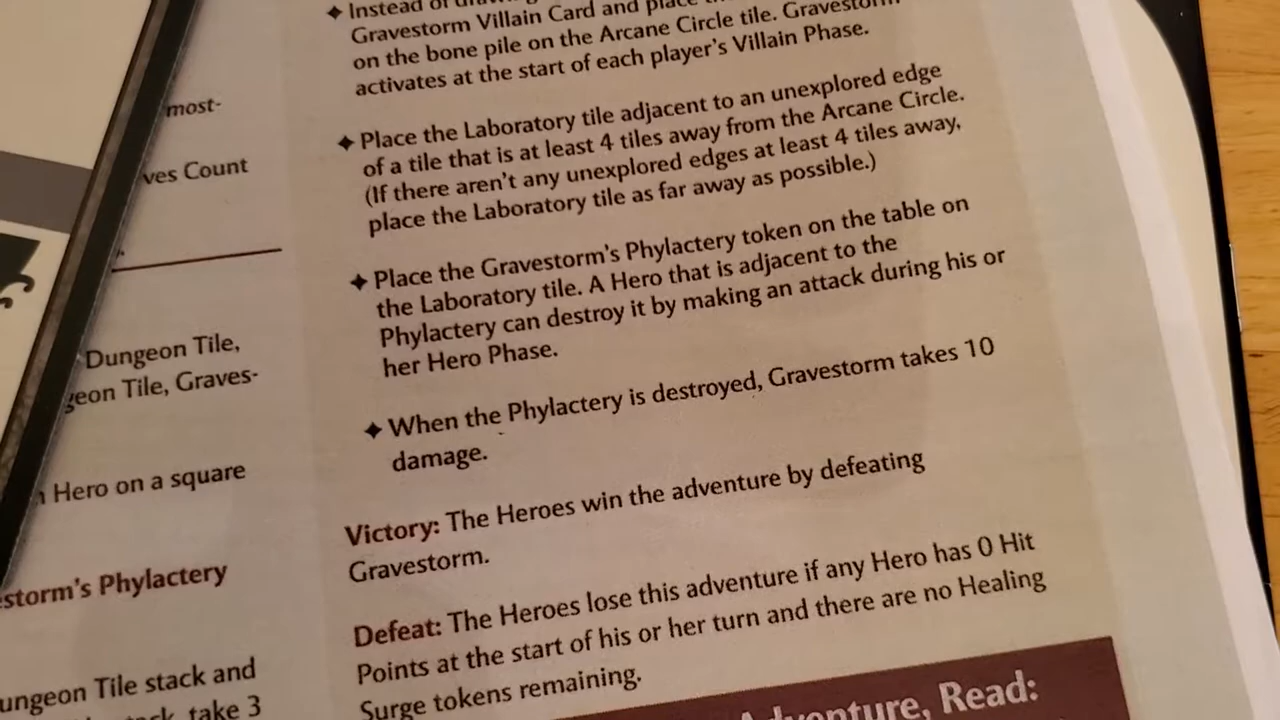 most-
ves Count
Dungeon Tile,
geon Tile, Graves-
n Hero on a square
storm's Phylactery
ungeon Tile stack and
take 3
✦ Instead of
Gravestorm Villain Card and place
on the bone pile on the Arcane Circle tile. Gravestorm
activates at the start of each player's Villain Phase.
✦ Place the Laboratory tile adjacent to an unexplored edge
of a tile that is at least 4 tiles away from the Arcane Circle.
(If there aren't any unexplored edges at least 4 tiles away,
place the Laboratory tile as far away as possible.)
✦ Place the Gravestorm's Phylactery token on the table on
the Laboratory tile. A Hero that is adjacent to the
Phylactery can destroy it by making an attack during his or
her Hero Phase.
✦ When the Phylactery is destroyed, Gravestorm takes 10
damage.
Victory: The Heroes win the adventure by defeating
Gravestorm.
Defeat: The Heroes lose this adventure if any Hero has 0 Hit
Points at the start of his or her turn and there are no Healing
Surge tokens remaining.
Adventure, Read: